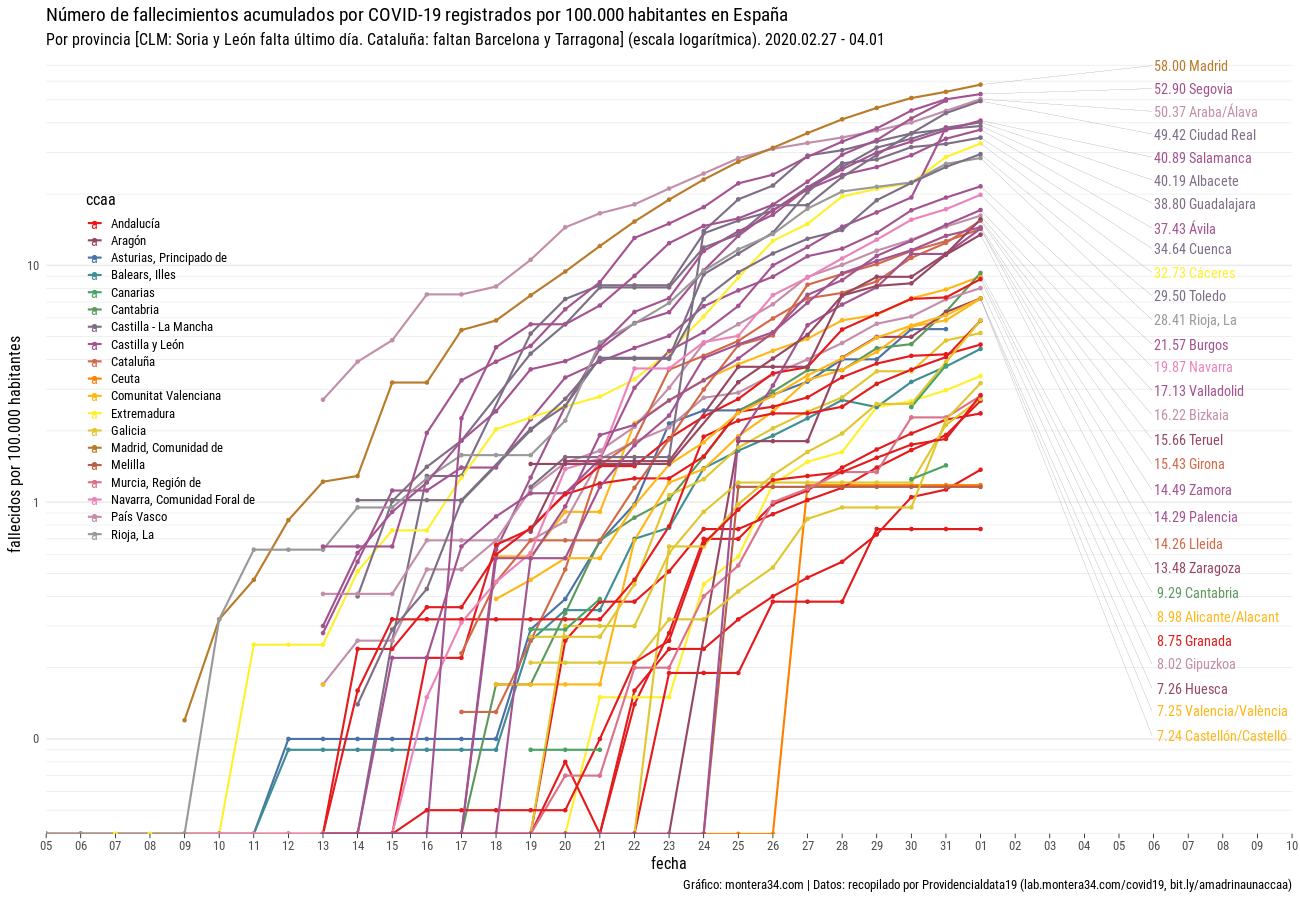 Número de fallecimientos acumulados por COVID-19 registrados por 100.000 habitantes en España
Por provincia [CLM: Soria y León falta último día. Cataluña: faltan Barcelona y Tarragona] (escala logarítmica). 2020.02.27 - 04.01
fallecidos por 100.000 habitantes
10
1
0
ccaa
Andalucía
Aragón
Asturias, Principado de
Balears, Illes
Canarias
Cantabria
Castilla - La Mancha
Castilla y León
Cataluña
Ceuta
Comunitat Valenciana
Extremadura
Galicia
Madrid, Comunidad de
Melilla
Murcia, Región de
Navarra, Comunidad Foral de
País Vasco
Rioja, La
58.00 Madrid
52.90 Segovia
50.37 Araba/Álava
49.42 Ciudad Real
40.89 Salamanca
40.19 Albacete
38.80 Guadalajara
37.43 Ávila
34.64 Cuenca
32.73 Cáceres
29.50 Toledo
28.41 Rioja, La
21.57 Burgos
19.87 Navarra
17.13 Valladolid
16.22 Bizkaia
15.66 Teruel
15.43 Girona
14.49 Zamora
14.29 Palencia
14.26 Lleida
13.48 Zaragoza
9.29 Cantabria
8.98 Alicante/Alacant
8.75 Granada
8.02 Gipuzkoa
7.26 Huesca
7.25 Valencia/València
7.24 Castellón/Castelló
05 06 07 08 09 10 11 12 13 14 15 16 17 18 19 20 21 22 23 24 25 26 27 28 29 30 31 01 02 03 04 05 06 07 08 09 10
fecha
Gráfico: montera34.com | Datos: recopilado por Providencialdata19 (lab.montera34.com/covid19, bit.ly/amadrinaunaccaa)